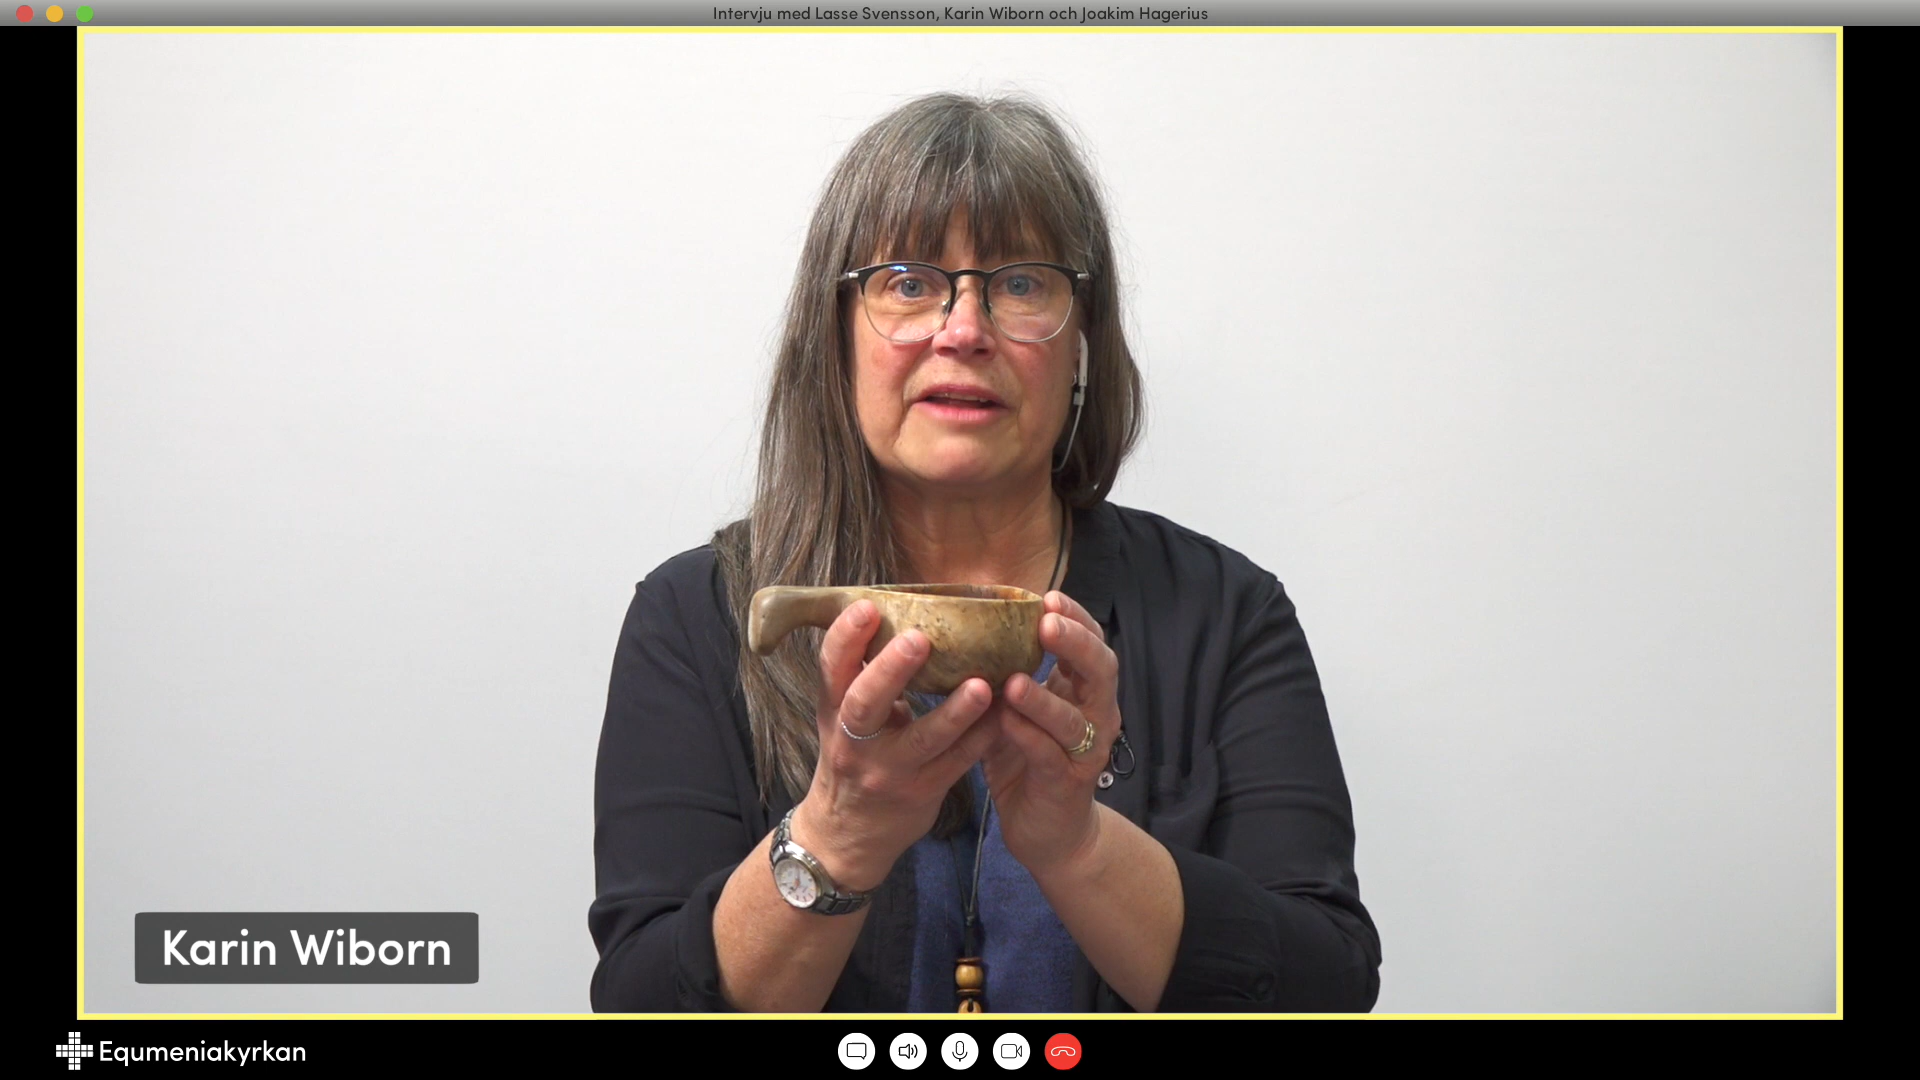 Intervju med Lasse Svensson, Karin Wiborn och Joakim Hagerius
Karin Wiborn
Equmeniakyrkan